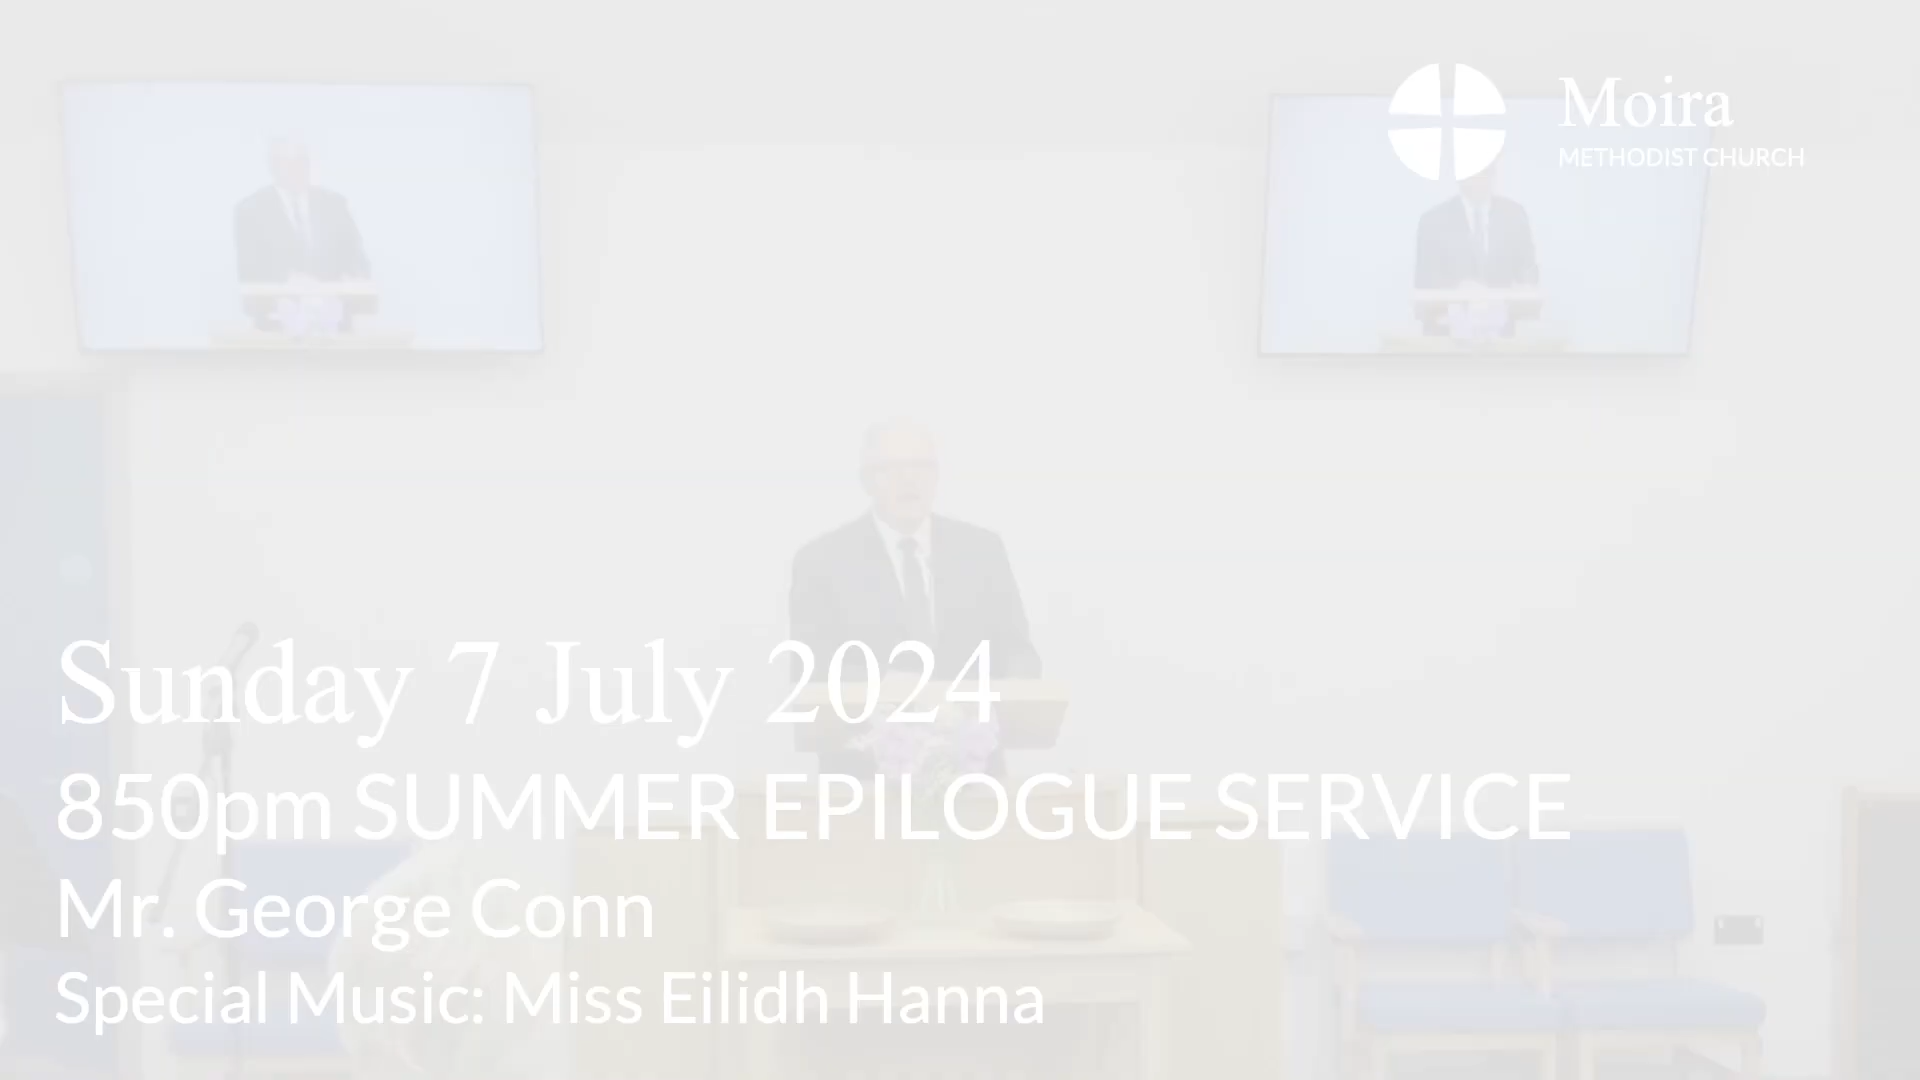 Moira
METHODIST CHURCH
Sunday 7 July 2024
850pm SUMMER EPILOGUE SERVICE
Mr. George Conn
Special Music: Miss Eilidh Hanna